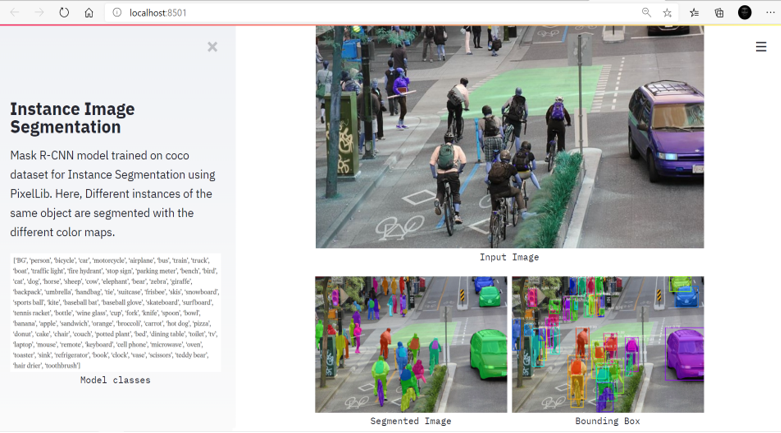 localhost:8501
Instance Image
Segmentation
Mask R-CNN model trained on coco
dataset for Instance Segmentation using
PixelLib. Here, Different instances of the
same object are segmented with the
different color maps.
['BG', 'person', 'bicycle', 'car', 'motorcycle', 'airplane', 'bus', 'train', 'truck',
'boat', 'traffic light', 'fire hydrant', 'stop sign', 'parking meter', 'bench', 'bird',
'cat', 'dog', 'horse', 'sheep', 'cow', 'elephant', 'bear', 'zebra', 'giraffe',
'backpack', 'umbrella', 'handbag', 'tie', 'suitcase', 'frisbee', 'skis', 'snowboard',
'sports ball', 'kite', 'baseball bat', 'baseball glove', 'skateboard', 'surfboard',
'tennis racket', 'bottle', 'wine glass', 'cup', 'fork', 'knife', 'spoon', 'bowl',
'banana', 'apple', 'sandwich', 'orange', 'broccoli', 'carrot', 'hot dog', 'pizza',
'donut', 'cake', 'chair', 'couch', 'potted plant', 'bed', 'dining table', 'toilet', 'tv',
'laptop', 'mouse', 'remote', 'keyboard', 'cell phone', 'microwave', 'oven',
'toaster', 'sink', 'refrigerator', 'book', 'clock', 'vase', 'scissors', 'teddy bear',
'hair drier', 'toothbrush']
Model classes
Input Image
Segmented Image
Bounding Box